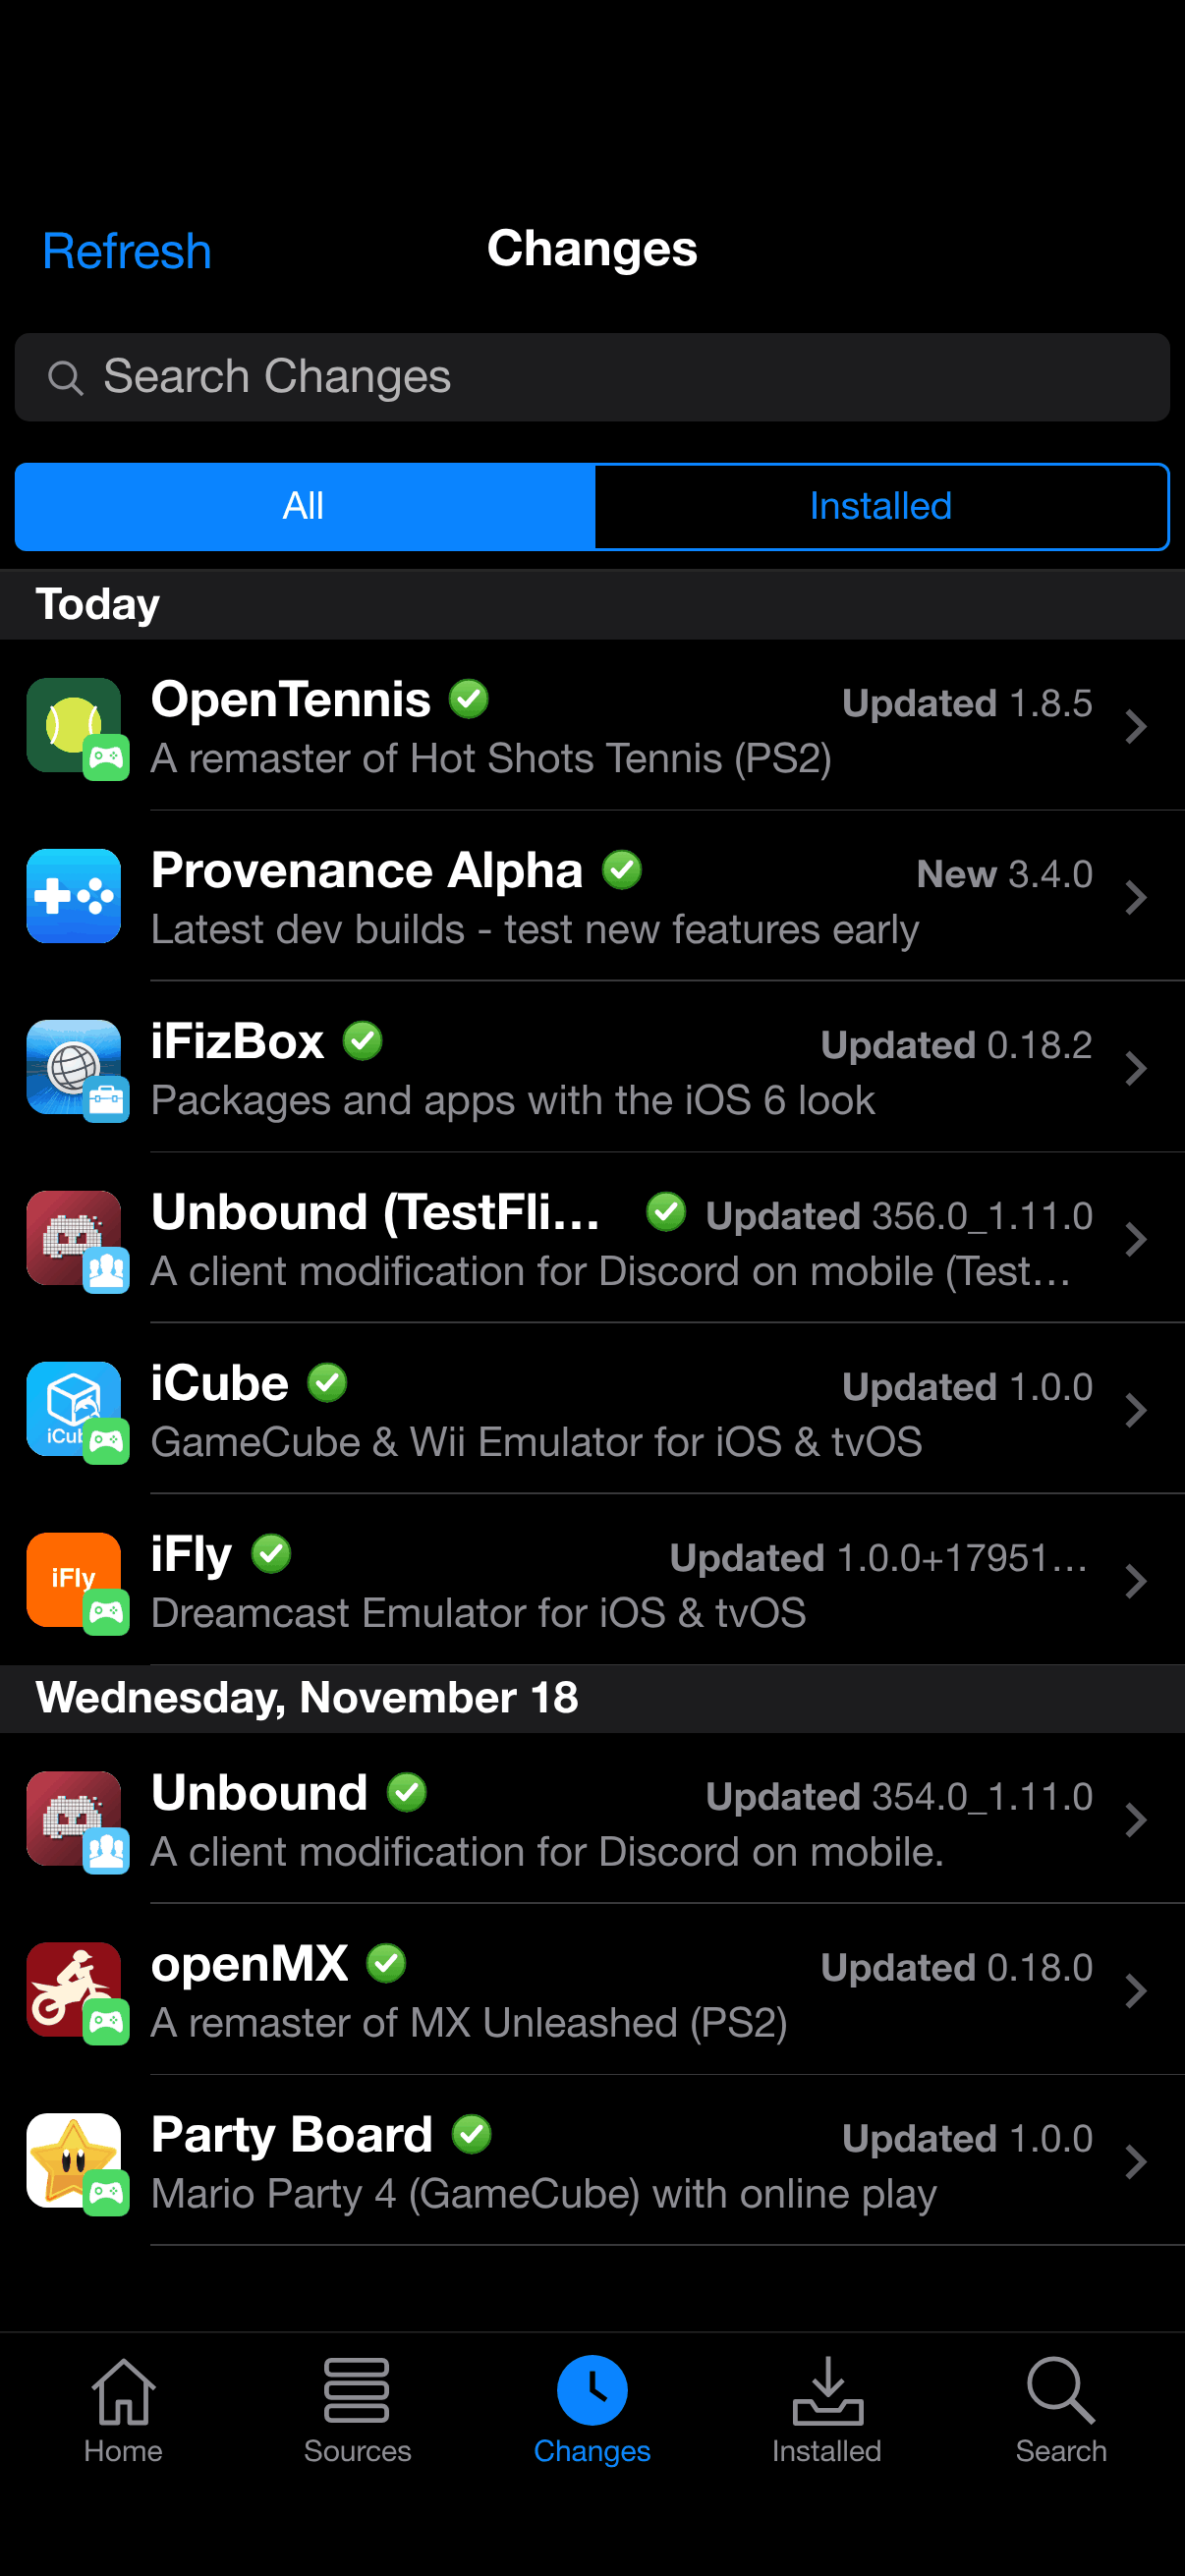 Refresh
Changes
Search Changes
All
Installed
Today
OpenTennis
Updated 1.8.5
A remaster of Hot Shots Tennis (PS2)
Provenance Alpha
New 3.4.0
Latest dev builds - test new features early
iFizBox
Updated 0.18.2
Packages and apps with the iOS 6 look
Unbound (TestFli...
Updated 356.0_1.11.0
A client modification for Discord on mobile (Test...
iCube
Updated 1.0.0
GameCube & Wii Emulator for iOS & tvOS
iFly
iFly
Updated 1.0.0+17951...
Dreamcast Emulator for iOS & tvOS
Wednesday, November 18
Unbound
Updated 354.0_1.11.0
A client modification for Discord on mobile.
openMX
Updated 0.18.0
A remaster of MX Unleashed (PS2)
Party Board
Updated 1.0.0
Mario Party 4 (GameCube) with online play
Home
Sources
Changes
Installed
Search